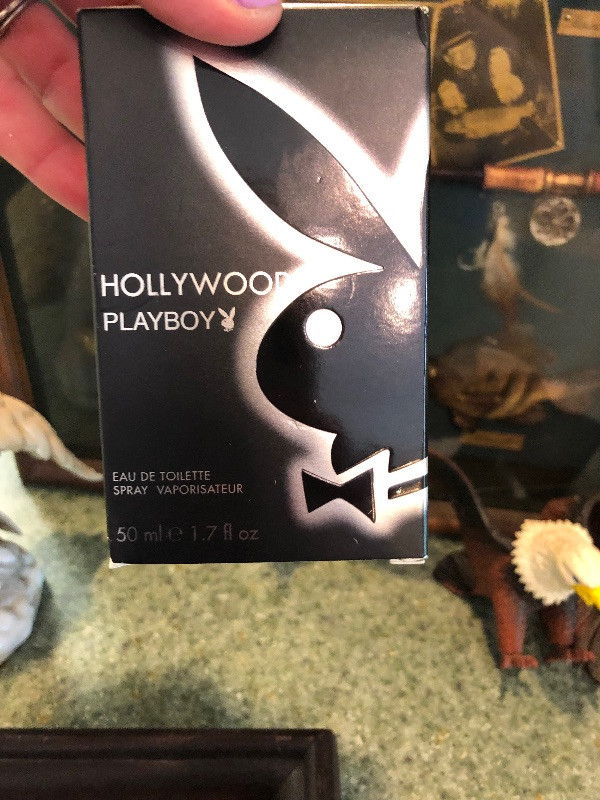 HOLLYWOOD
PLAYBOY
EAU DE TOILETTE
SPRAY VAPORISATEUR
50 ml e 1.7 fl oz